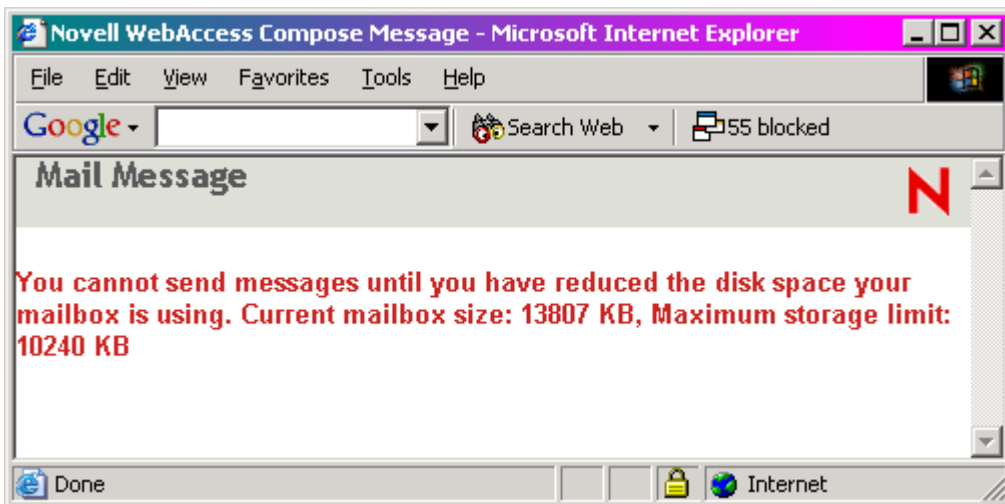 Novell WebAccess Compose Message - Microsoft Internet Explorer
File Edit View Favorites Tools Help
Google Search Web 55 blocked
Mail Message
N
You cannot send messages until you have reduced the disk space your
mailbox is using. Current mailbox size: 13807 KB, Maximum storage limit:
10240 KB
Done Internet